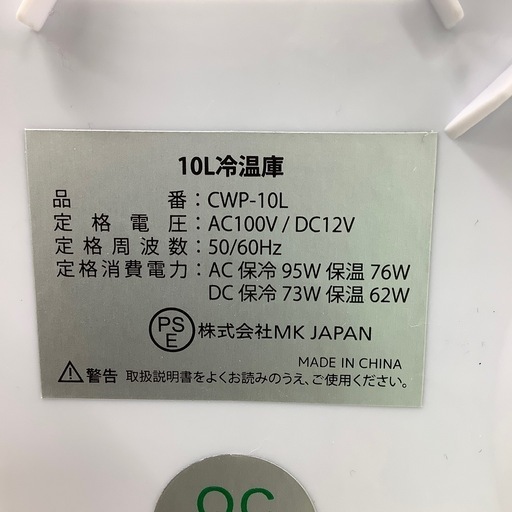 10L冷温庫
品番：CWP-10L
定格電圧：AC100V / DC12V
定格周波数：50/60Hz
定格消費電力：AC 保冷 95W 保温 76W
DC 保冷 73W 保温 62W
PS
E
株式会社MK JAPAN
MADE IN CHINA
警告 取扱説明書をよくお読みのうえ、ご使用ください。